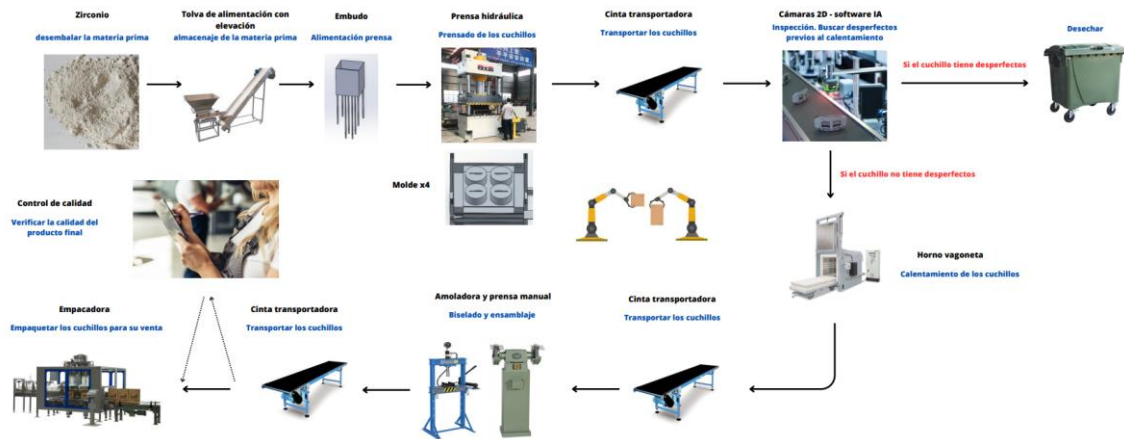 Zirconio
desembalar la materia prima
Tolva de alimentación con
elevación
almacenaje de la materia prima
Embudo
Alimentación prensa
Prensa hidráulica
Prensado de los cuchillos
Cinta transportadora
Transportar los cuchillos
Cámaras 2D - software IA
Inspección. Buscar desperfectos
previos al calentamiento
Si el cuchillo tiene desperfectos
Desechar
Molde x4
Si el cuchillo no tiene desperfectos
Control de calidad
Verificar la calidad del
producto final
Horno vagoneta
Calentamiento de los cuchillos
Empacadora
Empaquetar los cuchillos para su venta
Cinta transportadora
Transportar los cuchillos
Amoladora y prensa manual
Biselado y ensamblaje
Cinta transportadora
Transportar los cuchillos